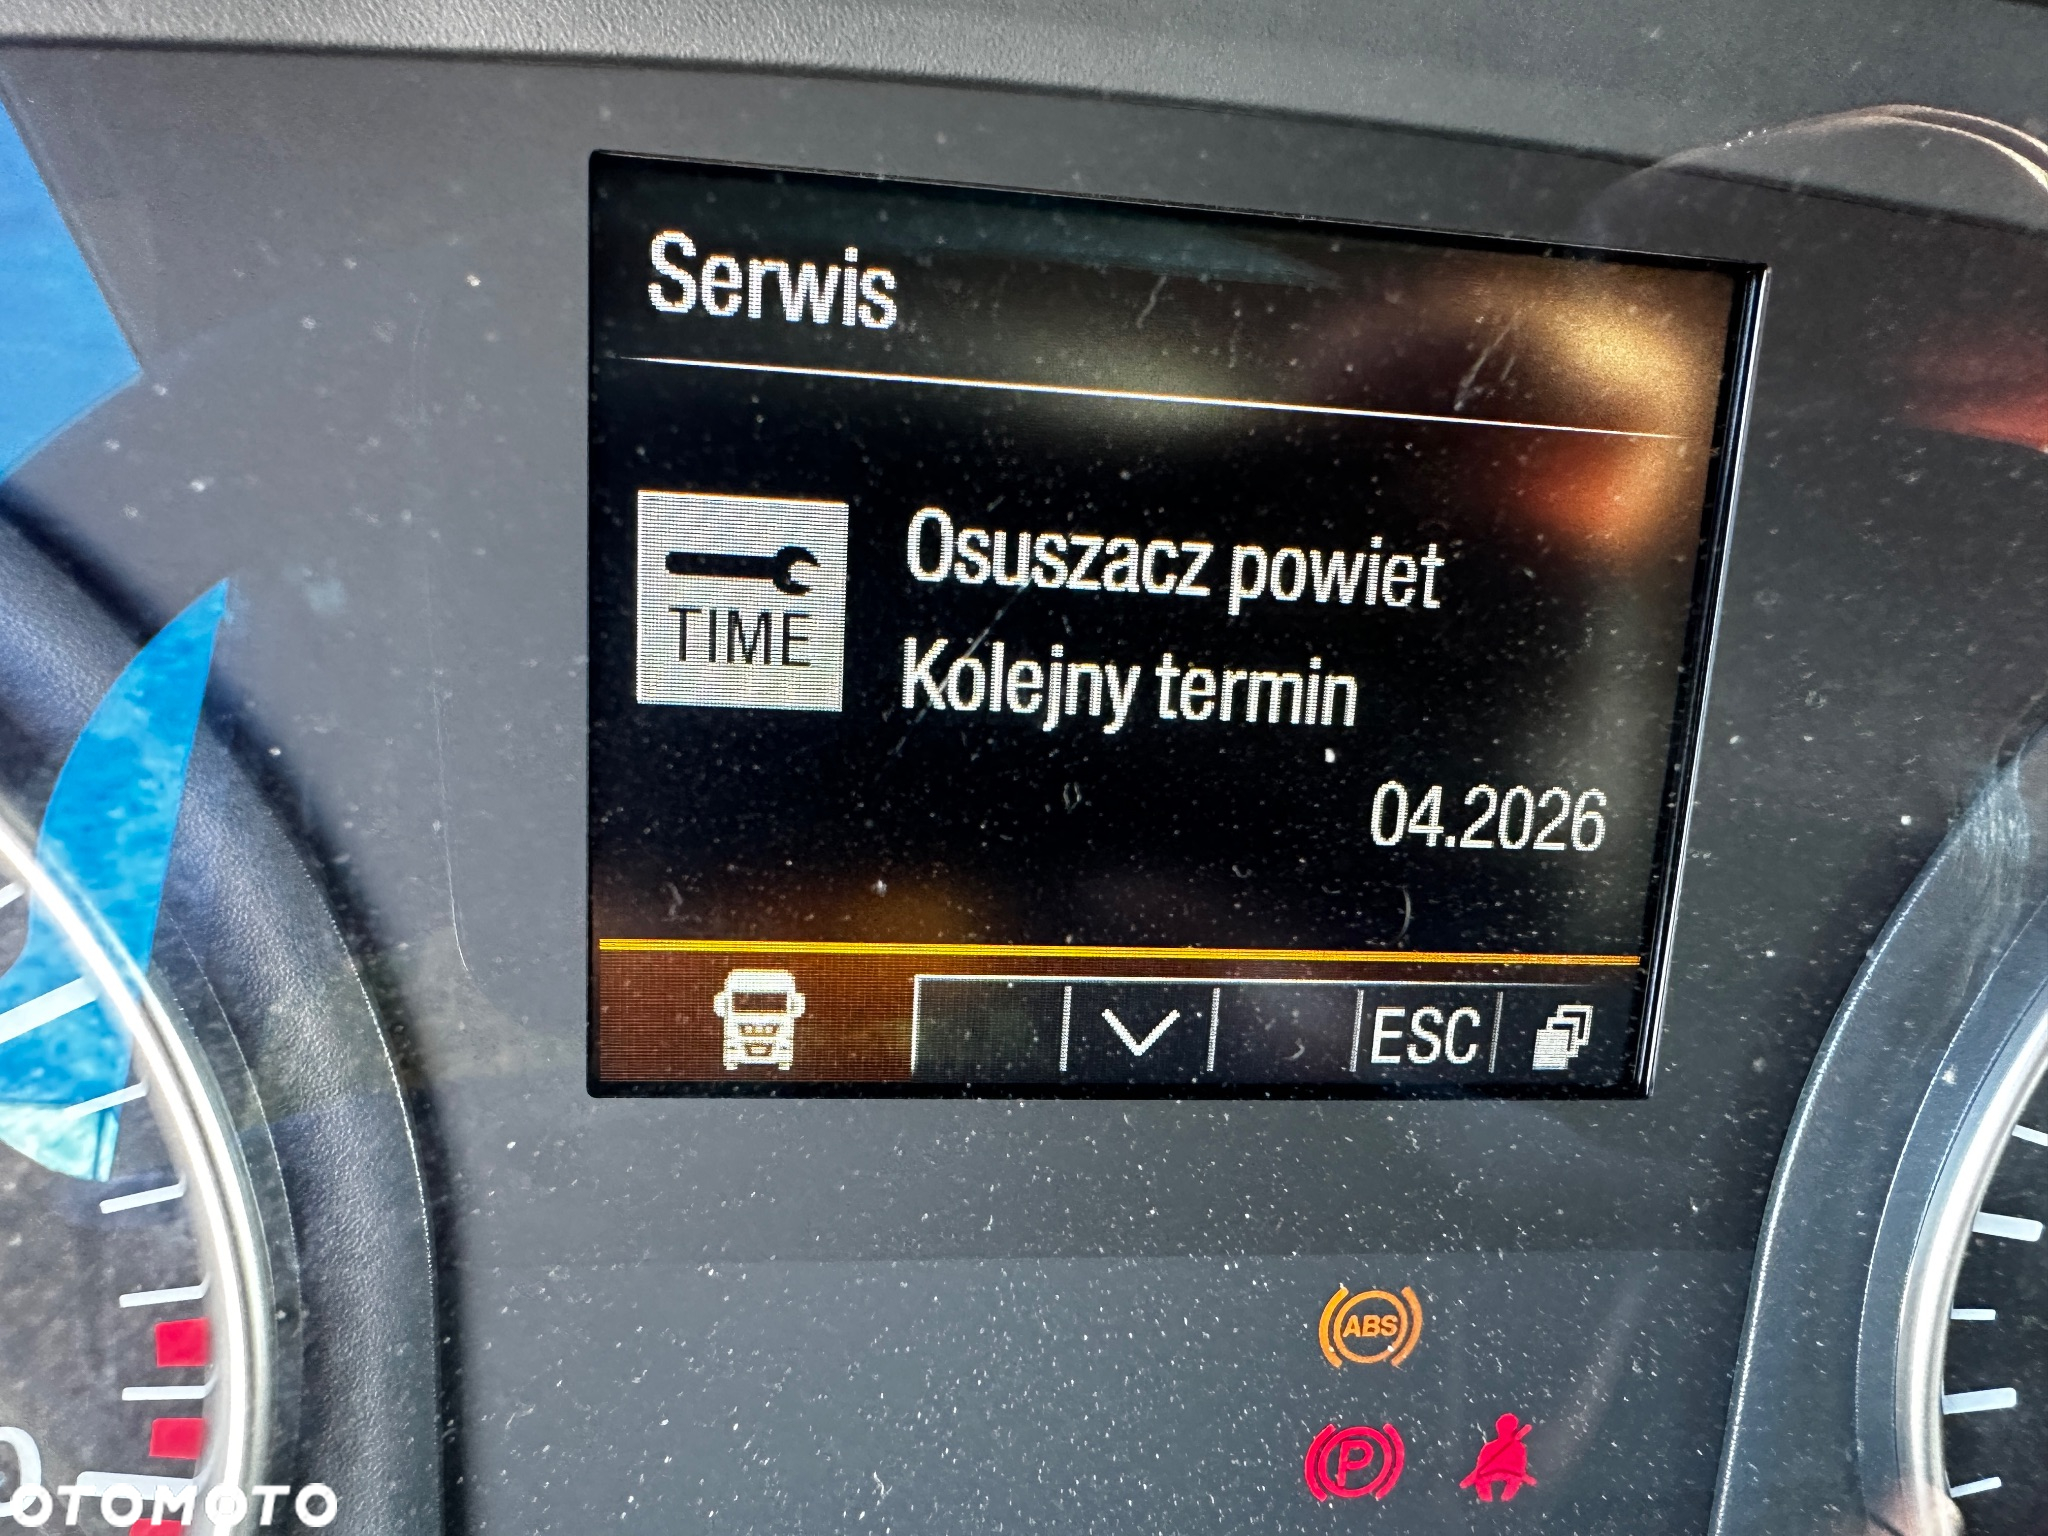 Serwis
TIME
Osuszacz powiet
Kolejny termin
04.2026
ESC
ABS
P
OTOMOTO